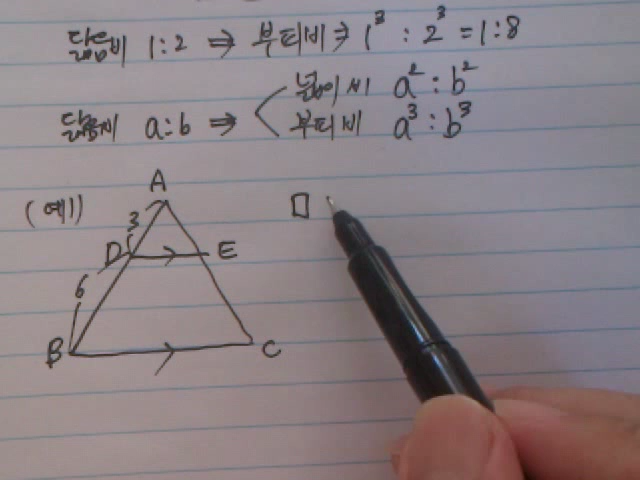 닮음비 1:2 ⇒ 부피비 ⇒ 1³ : 2³ = 1:8
넓이비 a² : b²
닮음비 a:b ⇒
부피비 a³ : b³
(예1)
A
3
D E
6
B C